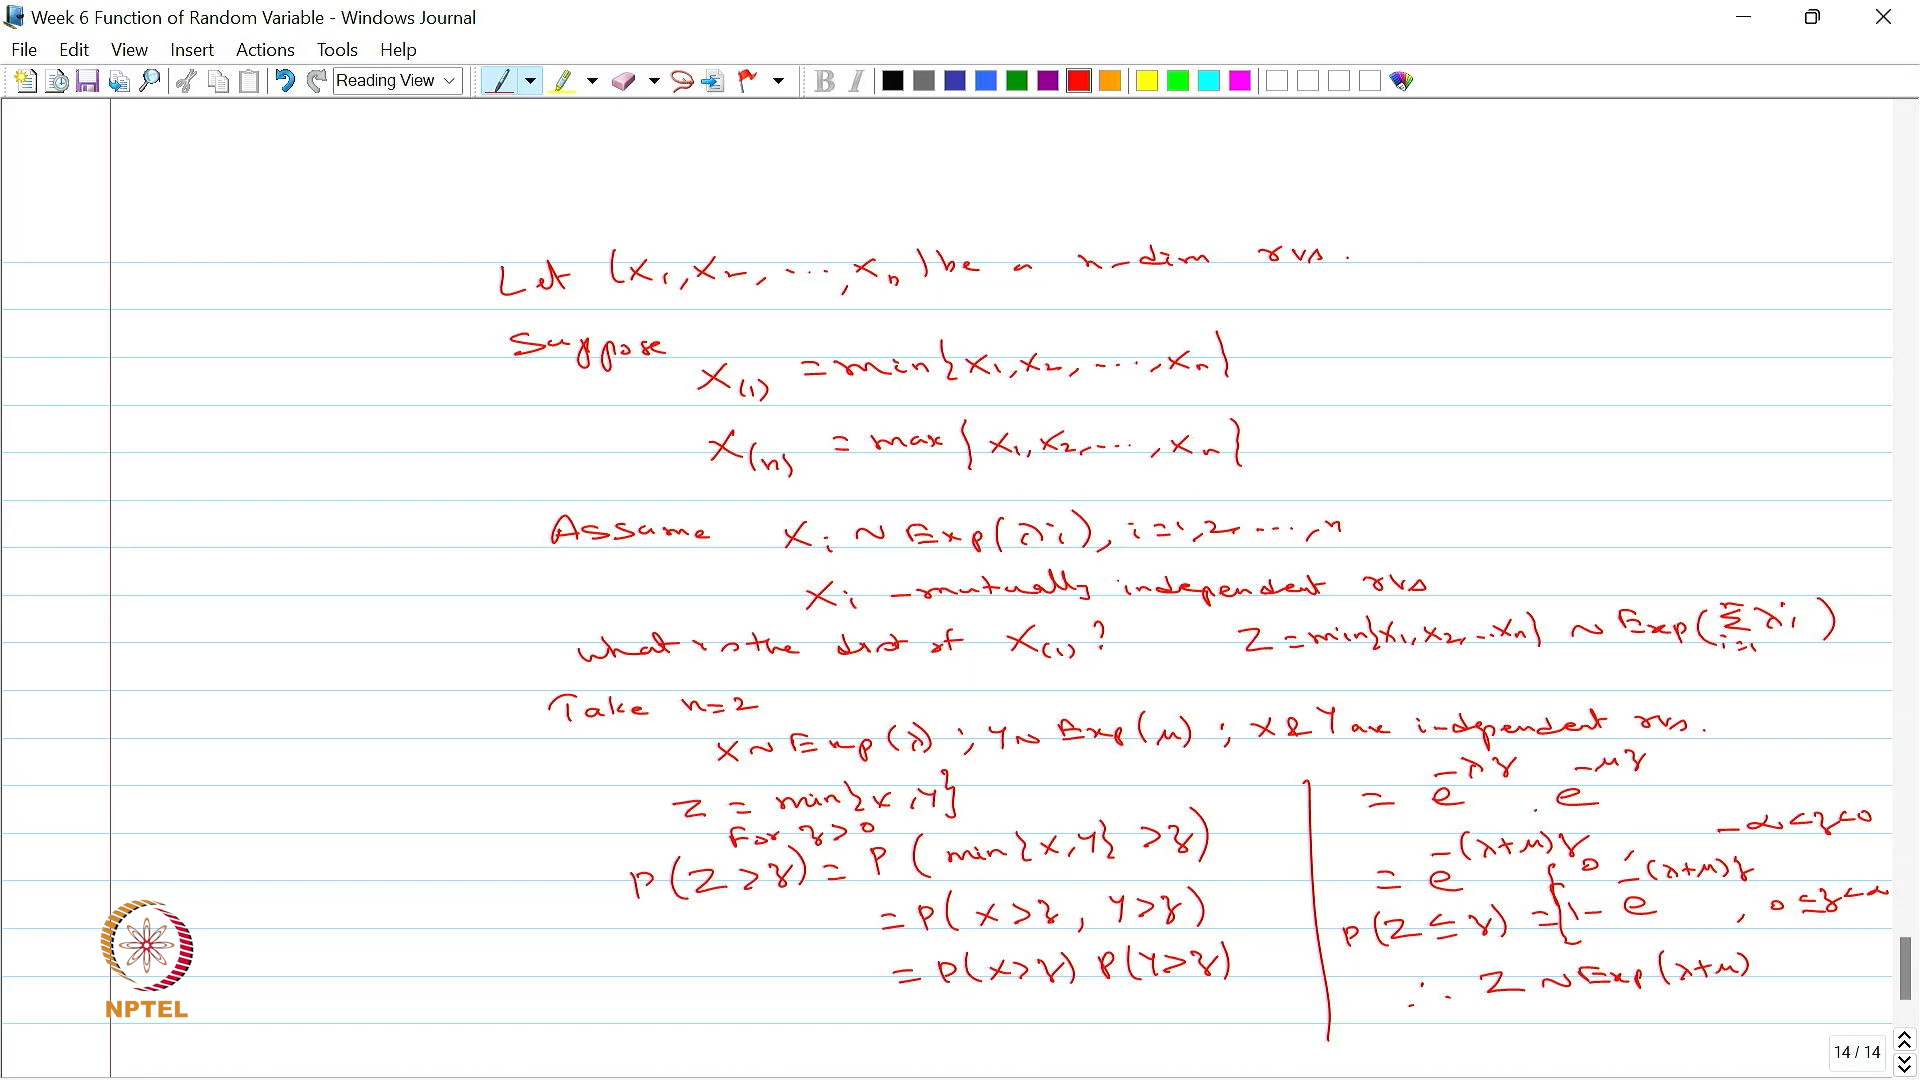 Week 6 Function of Random Variable - Windows Journal
File Edit View Insert Actions Tools Help
Reading View B I
Let (X₁, X₂, ..., Xₙ) be a n-dim rvs.
Suppose X₍₁₎ = min{X₁, X₂, ..., Xₙ}
X₍ₙ₎ = max{X₁, X₂, ..., Xₙ}
Assume Xᵢ ~ Exp(λᵢ), i=1,2,...,n
Xᵢ - mutually independent rvs
What is the dist of X₍₁₎? Z = min{X₁, X₂, ..Xₙ} ~ Exp(∑ᵢ₌₁ⁿ λᵢ)
Take n=2
X ~ Exp(λ) ; Y ~ Exp(μ) ; X & Y are independent rvs.
Z = min{X, Y}
For z > 0
P(Z > z) = P(min{X, Y} > z)
= P(X > z, Y > z)
= P(X > z) P(Y > z)
= e^{-λz} . e^{-μz}
= e^{-(λ+μ)z}
P(Z ≤ z) = { 0 , -∞<z<0
1 - e^{-(λ+μ)z} , 0≤z<∞
∴ Z ~ Exp(λ+μ)
NPTEL
14 / 14